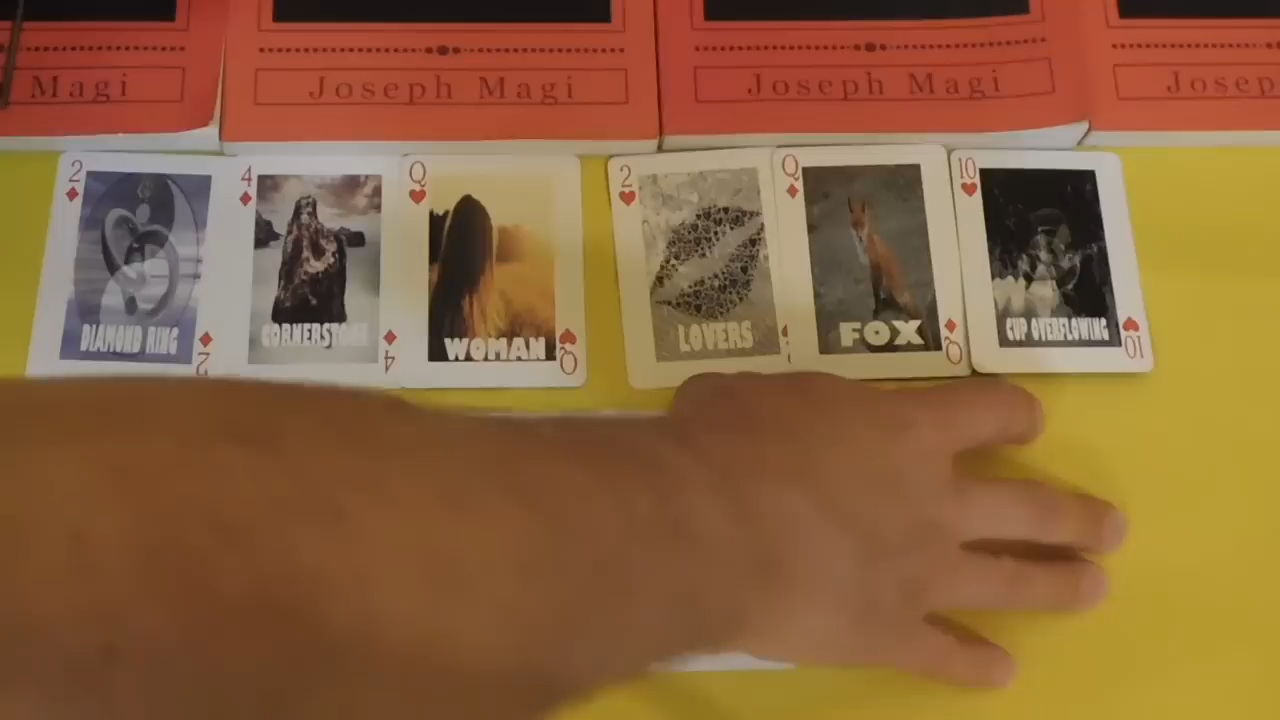 Magi
Joseph Magi
Joseph Magi
Josep
2
DIAMOND RING
2
4
CORNERSTONE
4
Q
WOMAN
Q
2
LOVERS
Q
FOX
Q
10
CUP OVERFLOWING
10